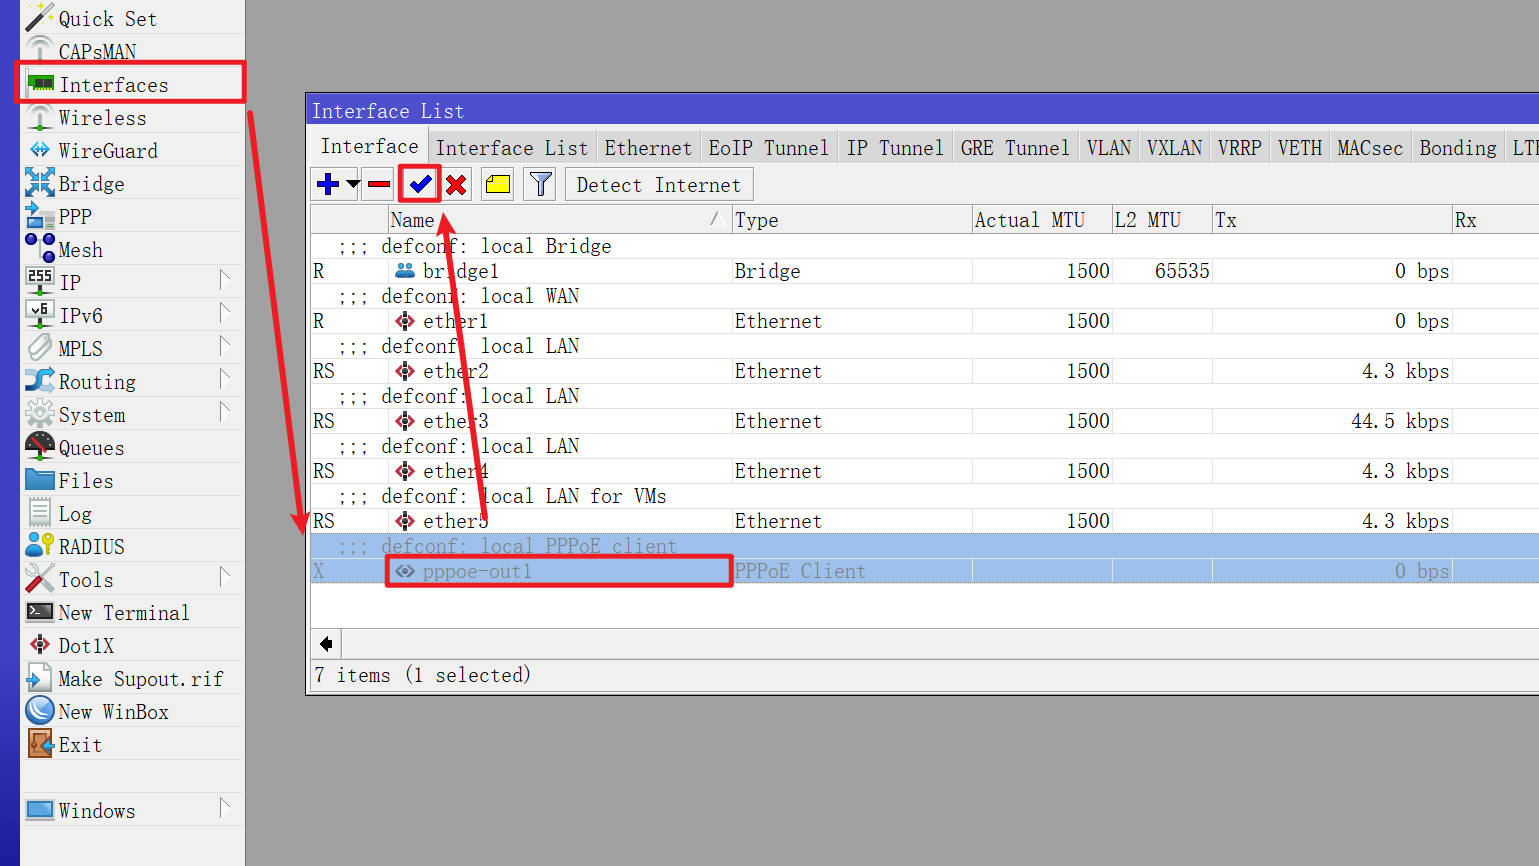 Quick Set
CAPsMAN
Interfaces
Wireless
WireGuard
Bridge
PPP
Mesh
255 IP
v6 IPv6
MPLS
Routing
System
Queues
Files
Log
RADIUS
Tools
New Terminal
Dot1X
Make Supout.rif
New WinBox
Exit
Windows
Interface List
Interface Interface List Ethernet EoIP Tunnel IP Tunnel GRE Tunnel VLAN VXLAN VRRP VETH MACsec Bonding LTE
Detect Internet
Name Type Actual MTU L2 MTU Tx Rx
;;; defconf: local Bridge
R bridge1 Bridge 1500 65535 0 bps
;;; defconf: local WAN
R ether1 Ethernet 1500 0 bps
;;; defconf: local LAN
RS ether2 Ethernet 1500 4.3 kbps
;;; defconf: local LAN
RS ether3 Ethernet 1500 44.5 kbps
;;; defconf: local LAN
RS ether4 Ethernet 1500 4.3 kbps
;;; defconf: local LAN for VMs
RS ether5 Ethernet 1500 4.3 kbps
;;; defconf: local PPPoE client
X pppoe-out1 PPPoE Client 0 bps
7 items (1 selected)